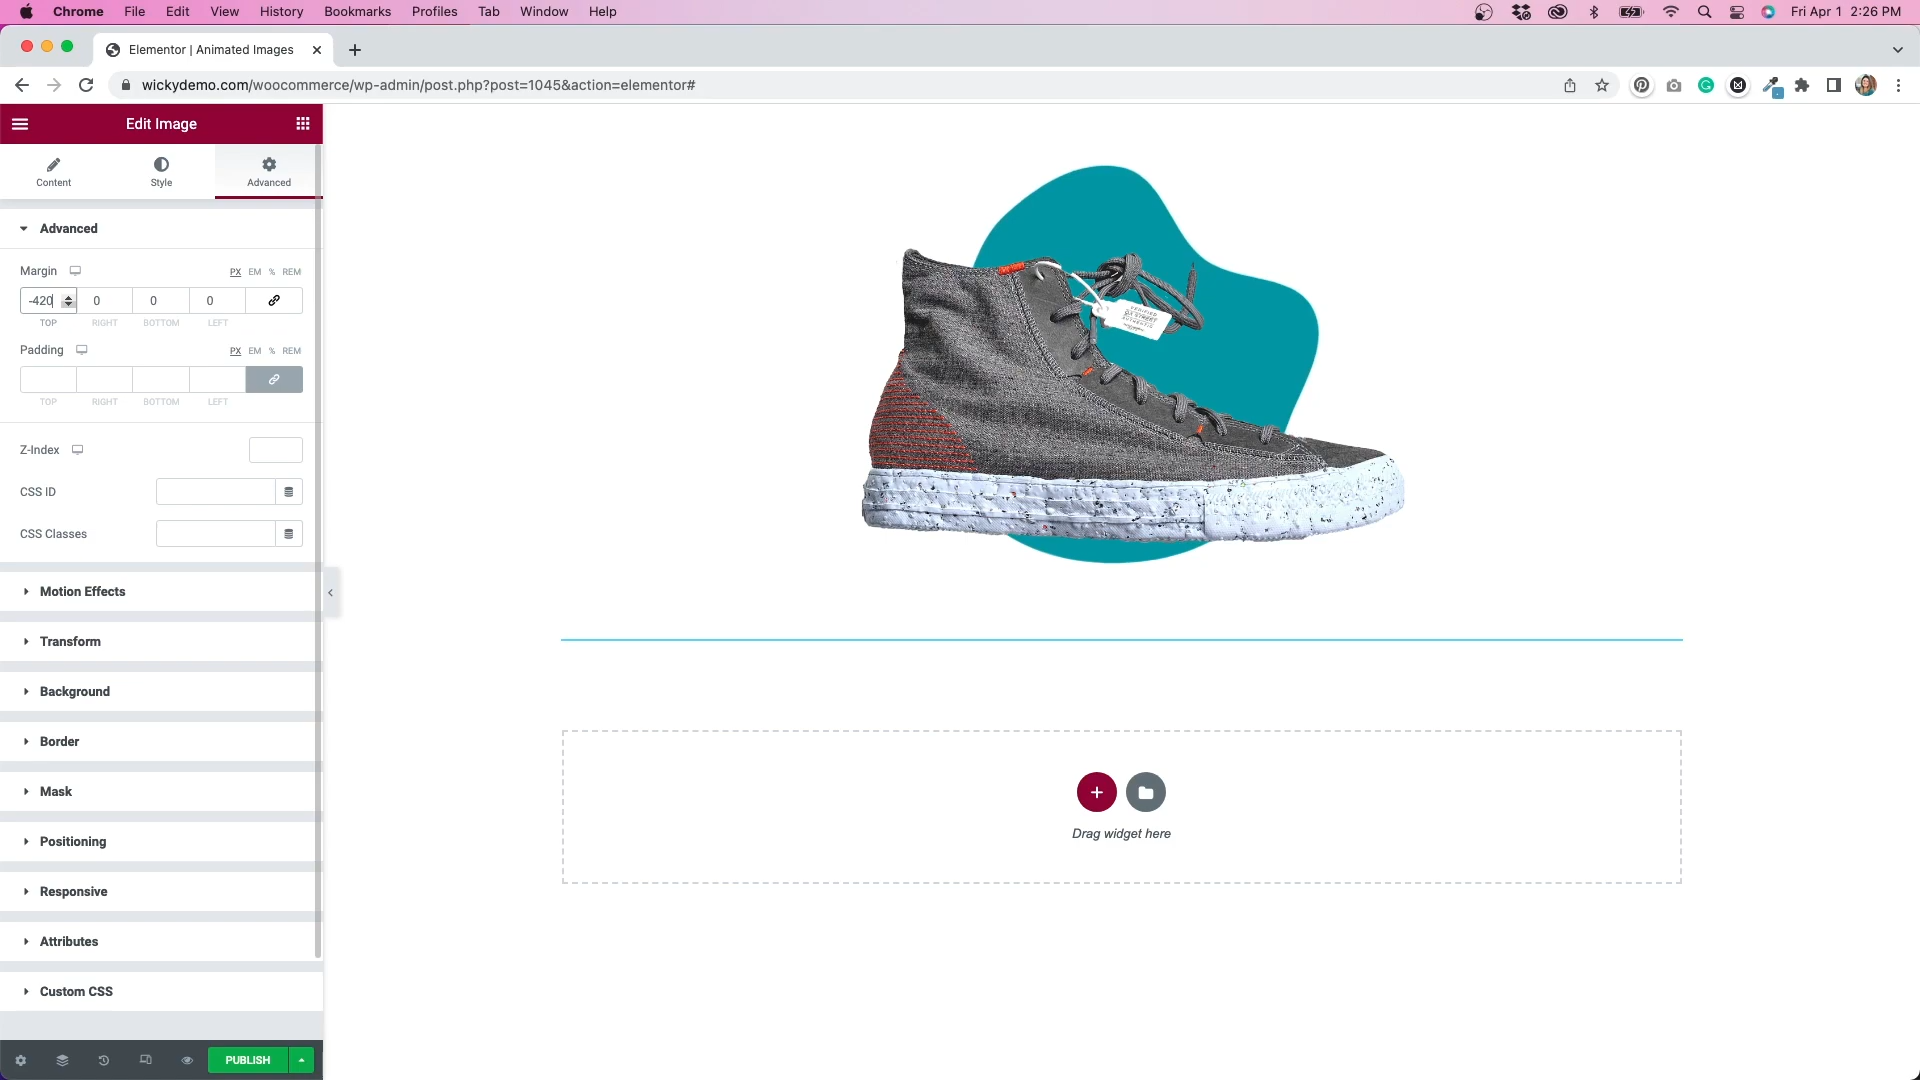 Chrome File Edit View History Bookmarks Profiles Tab Window Help Fri Apr 1 2:26 PM
Elementor | Animated Images
wickydemo.com/woocommerce/wp-admin/post.php?post=1045&action=elementor#
Edit Image
Content Style Advanced
Advanced
Margin PX EM % REM
-420 0 0 0
TOP RIGHT BOTTOM LEFT
Padding PX EM % REM
TOP RIGHT BOTTOM LEFT
Z-Index
CSS ID
CSS Classes
Motion Effects
Transform
Background
Border
Mask
Positioning
Responsive
Attributes
Custom CSS
PUBLISH
VERIFIED
AUTHENTIC
Drag widget here